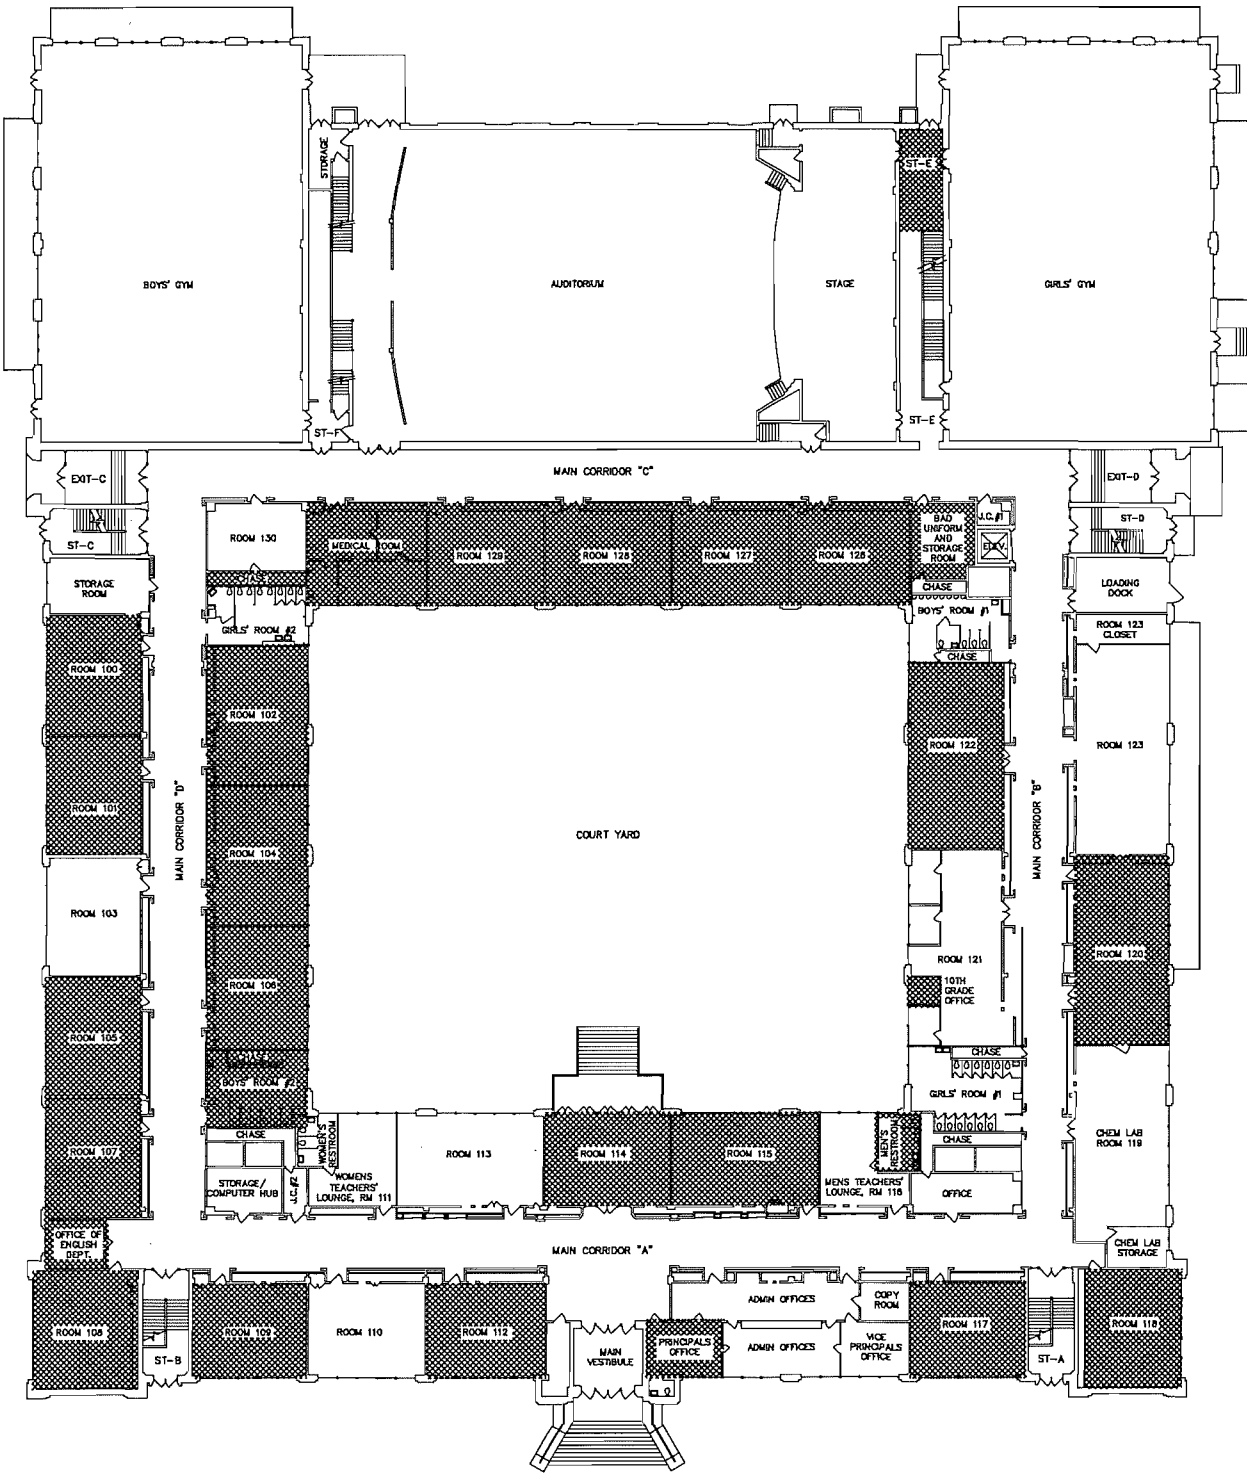 STORAGE
ST-E
BOYS' GYM
AUDITORIUM
STAGE
GIRLS' GYM
ST-F
ST-E
MAIN CORRIDOR "C"
EXIT-C
EXIT-D
ST-C
ST-D
ROOM 130
MEDICAL ROOM
ROOM 129
ROOM 128
ROOM 127
ROOM 126
BAD
UNIFORM
AND
STORAGE
ROOM
J.C.#1
ELEV.
CHASE
CHASE
STORAGE
ROOM
LOADING
DOCK
GIRLS' ROOM #2
BOYS' ROOM #1
ROOM 123
CLOSET
CHASE
ROOM 100
ROOM 102
ROOM 122
ROOM 123
MAIN CORRIDOR "D"
MAIN CORRIDOR "B"
ROOM 101
COURT YARD
ROOM 104
ROOM 103
ROOM 121
ROOM 120
10TH
GRADE
OFFICE
ROOM 106
ROOM 105
CHASE
BOYS' ROOM #2
GIRLS' ROOM #1
CHASE
CHASE
CHEM LAB
ROOM 119
ROOM 107
WOMEN'S
RESTROOM
ROOM 113
ROOM 114
ROOM 115
MEN'S
RESTROOM
STORAGE/
COMPUTER HUB
J.C.#2
WOMENS
TEACHERS'
LOUNGE, RM 111
MENS TEACHERS'
LOUNGE, RM 116
OFFICE
OFFICE OF
ENGLISH
DEPT.
MAIN CORRIDOR "A"
CHEM LAB
STORAGE
ROOM 108
ST-B
ROOM 109
ROOM 110
ROOM 112
MAIN
VESTIBULE
PRINCIPALS
OFFICE
ADMIN OFFICES
ADMIN OFFICES
COPY
ROOM
VICE
PRINCIPALS
OFFICE
ROOM 117
ST-A
ROOM 118